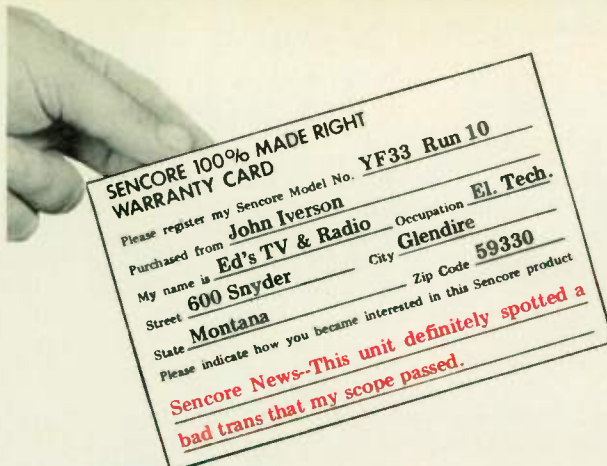 SENCORE 100% MADE RIGHT
WARRANTY CARD
Please register my Sencore Model No. YF33 Run 10
Purchased from John Iverson
My name is Ed's TV & Radio Occupation El. Tech.
Street 600 Snyder City Glendire
State Montana Zip Code 59330
Please indicate how you became interested in this Sencore product
Sencore News--This unit definitely spotted a
bad trans that my scope passed.